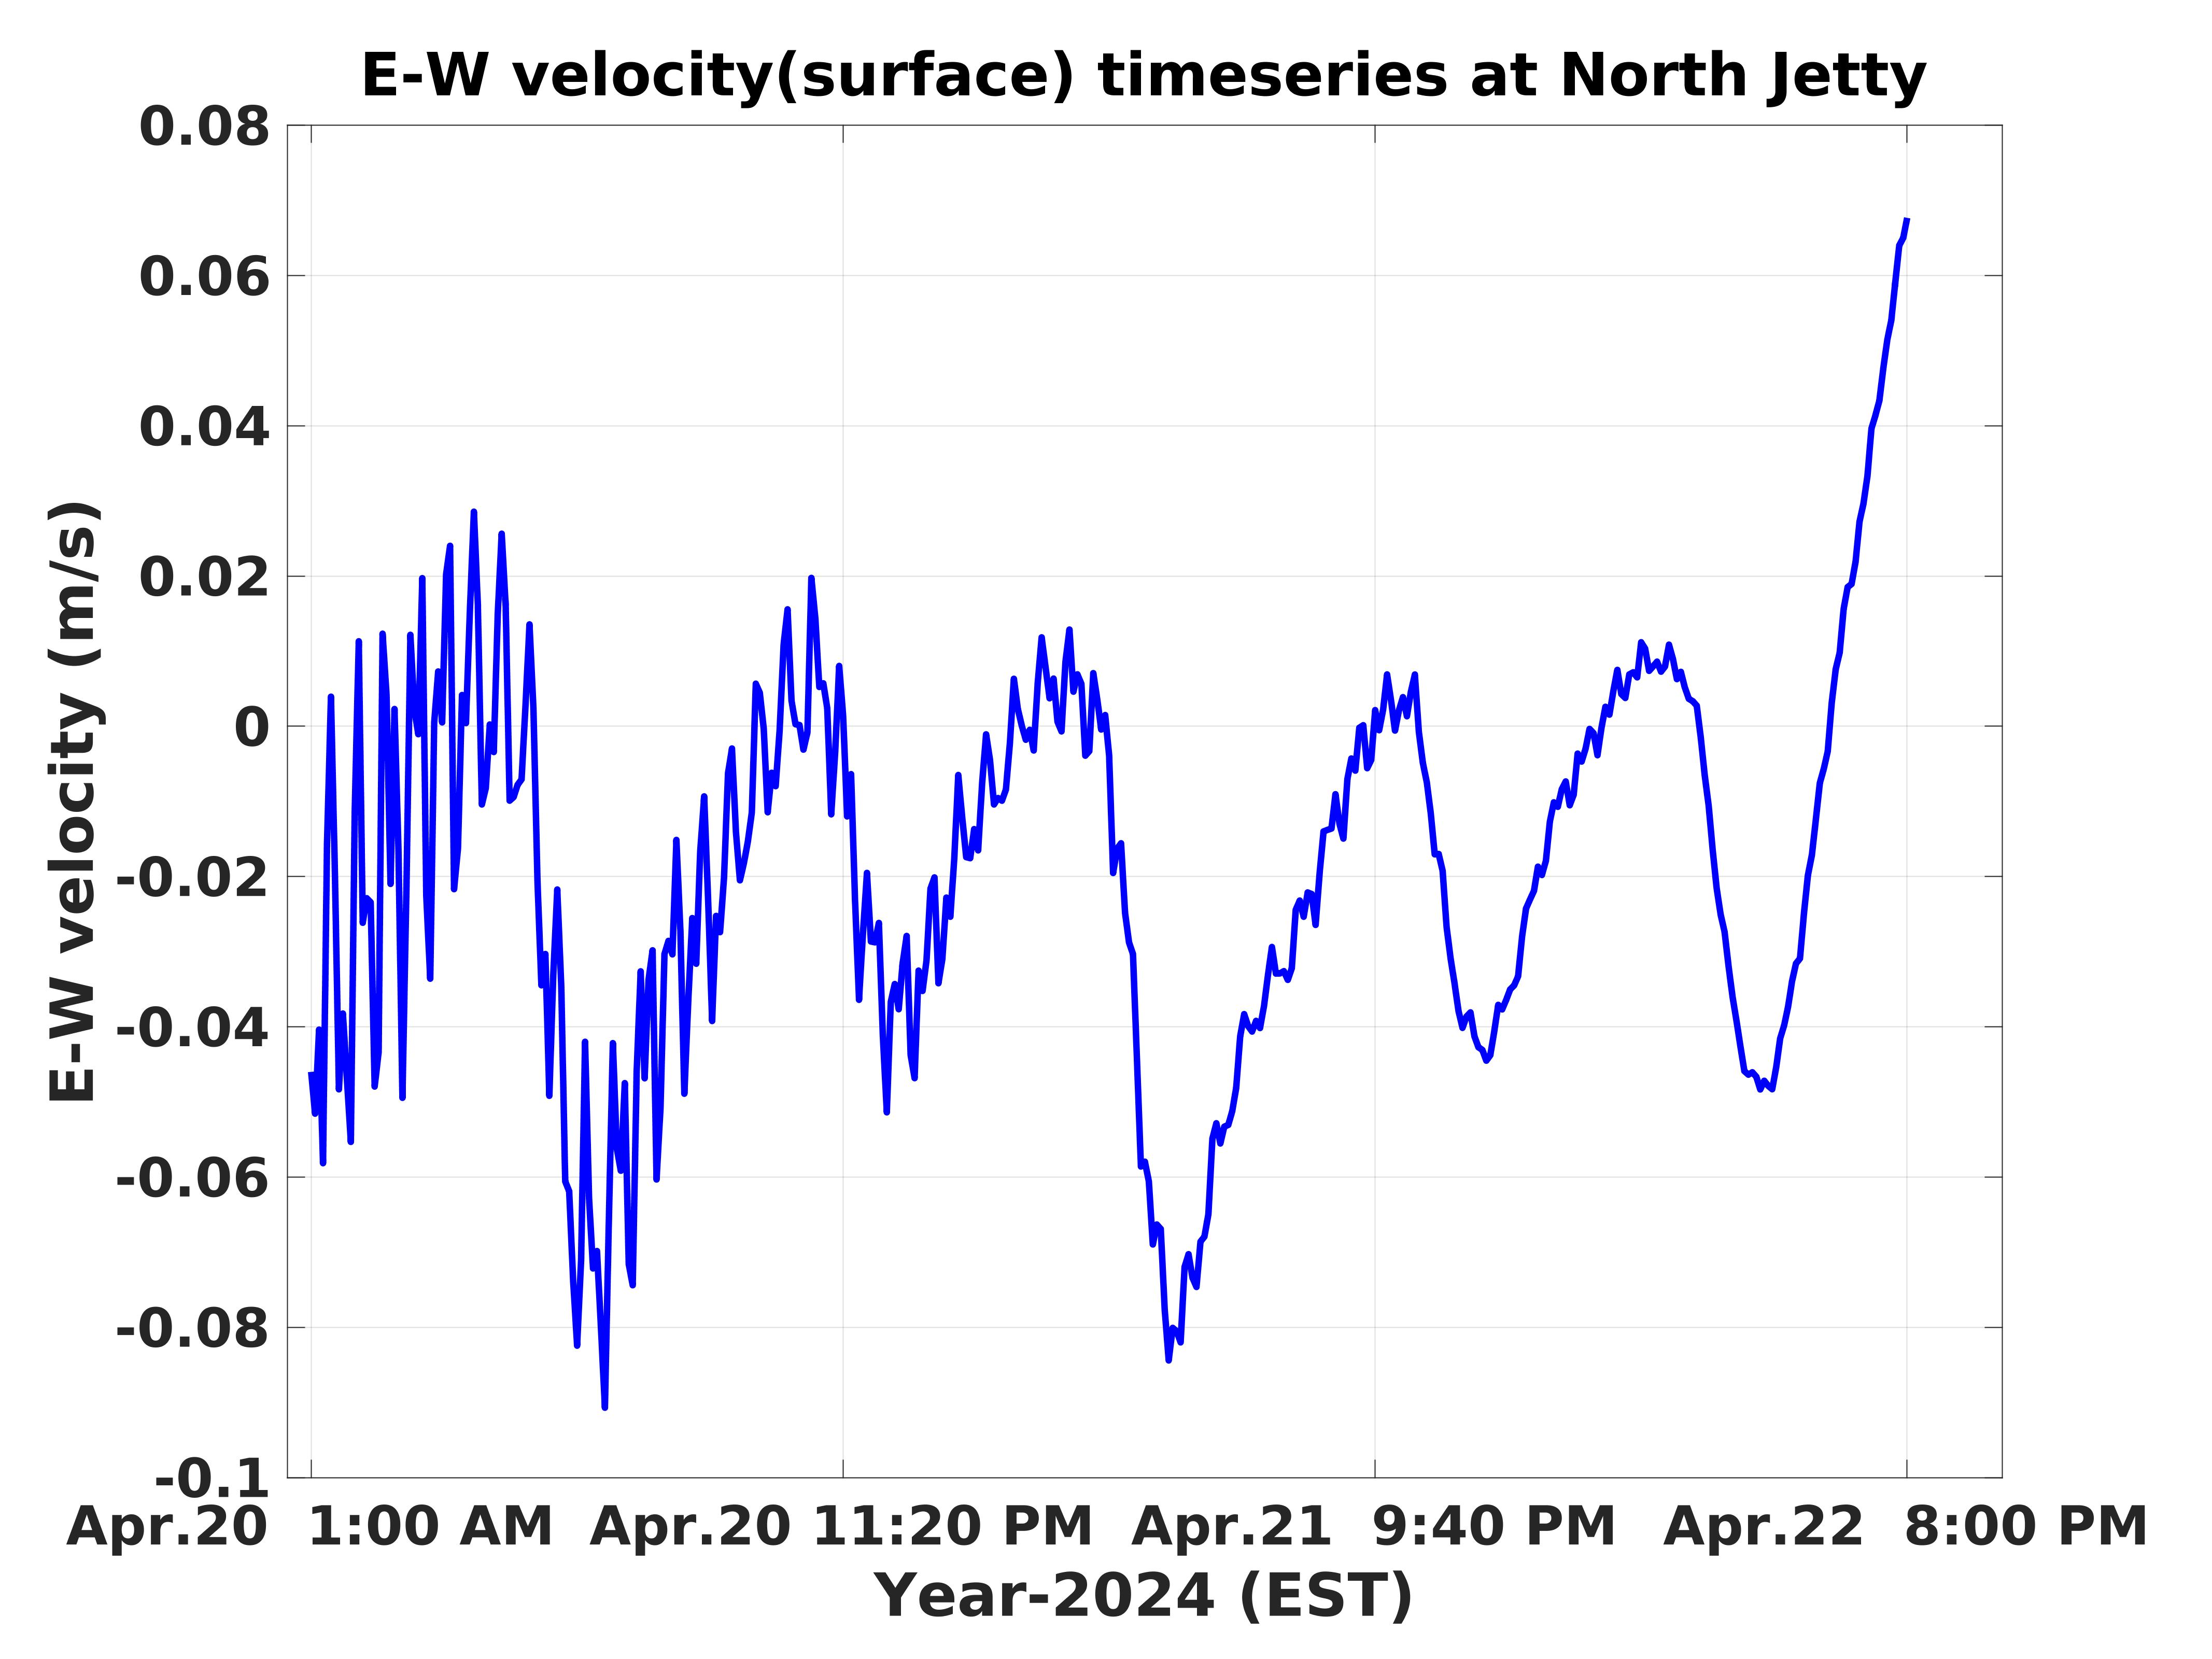 E-W velocity(surface) timeseries at North Jetty
E-W velocity (m/s)
0.08
0.06
0.04
0.02
0
-0.02
-0.04
-0.06
-0.08
-0.1
Apr.20 1:00 AM Apr.20 11:20 PM Apr.21 9:40 PM Apr.22 8:00 PM
Year-2024 (EST)